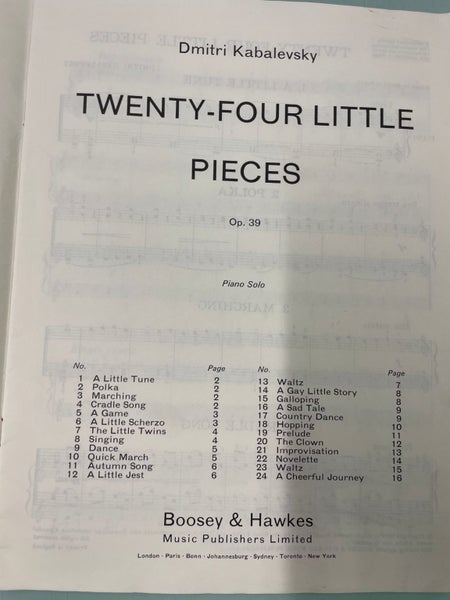 Dmitri Kabalevsky
TWENTY-FOUR LITTLE
PIECES
Op. 39
Piano Solo
No. Page
1 A Little Tune 2
2 Polka 2
3 Marching 2
4 Cradle Song 2
5 A Game 3
6 A Little Scherzo 3
7 The Little Twins 4
8 Singing 4
9 Dance 5
10 Quick March 5
11 Autumn Song 6
12 A Little Jest 6
No. Page
13 Waltz 7
14 A Gay Little Story 8
15 Galloping 8
16 A Sad Tale 9
17 Country Dance 9
18 Hopping 10
19 Prelude 11
20 The Clown 12
21 Improvisation 13
22 Novelette 14
23 Waltz 15
24 A Cheerful Journey 16
Boosey & Hawkes
Music Publishers Limited
London · Paris · Bonn · Johannesburg · Sydney · Toronto · New York